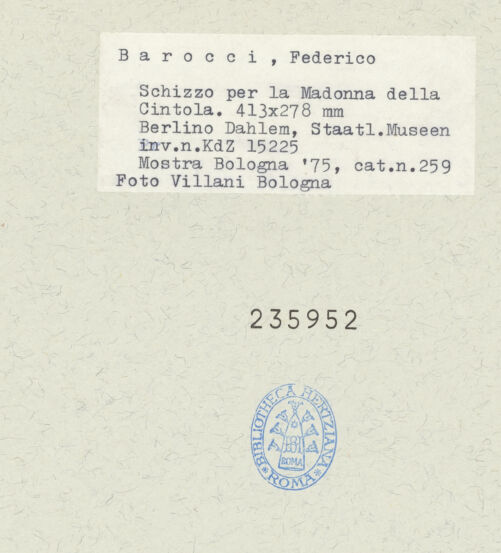 B a r o c c i , Federico
Schizzo per la Madonna della
Cintola. 413x278 mm
Berlino Dahlem, Staatl.Museen
inv.n.KdZ 15225
Mostra Bologna '75, cat.n.259
Foto Villani Bologna
235952
BIBLIOTHECA HERTZIANA
ROMA
ROMA